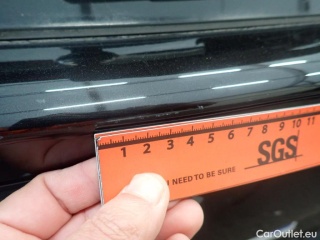 1 2 3 4 5 6 7 8 9 10 11
I NEED TO BE SURE SGS
CarOutlet.eu